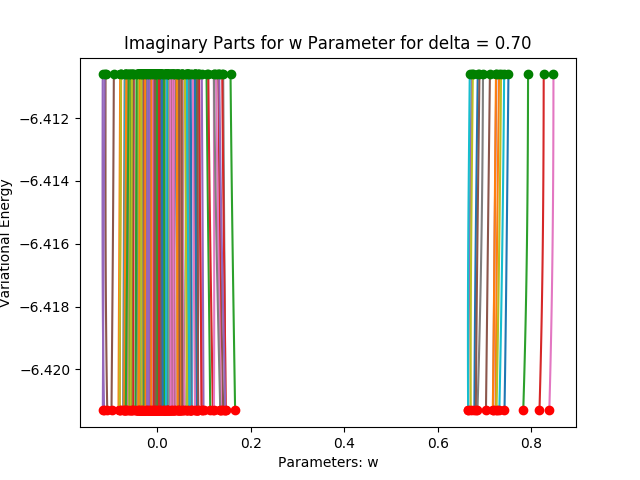 Imaginary Parts for w Parameter for delta = 0.70
Variational Energy
−6.412
−6.414
−6.416
−6.418
−6.420
0.0 0.2 0.4 0.6 0.8
Parameters: w